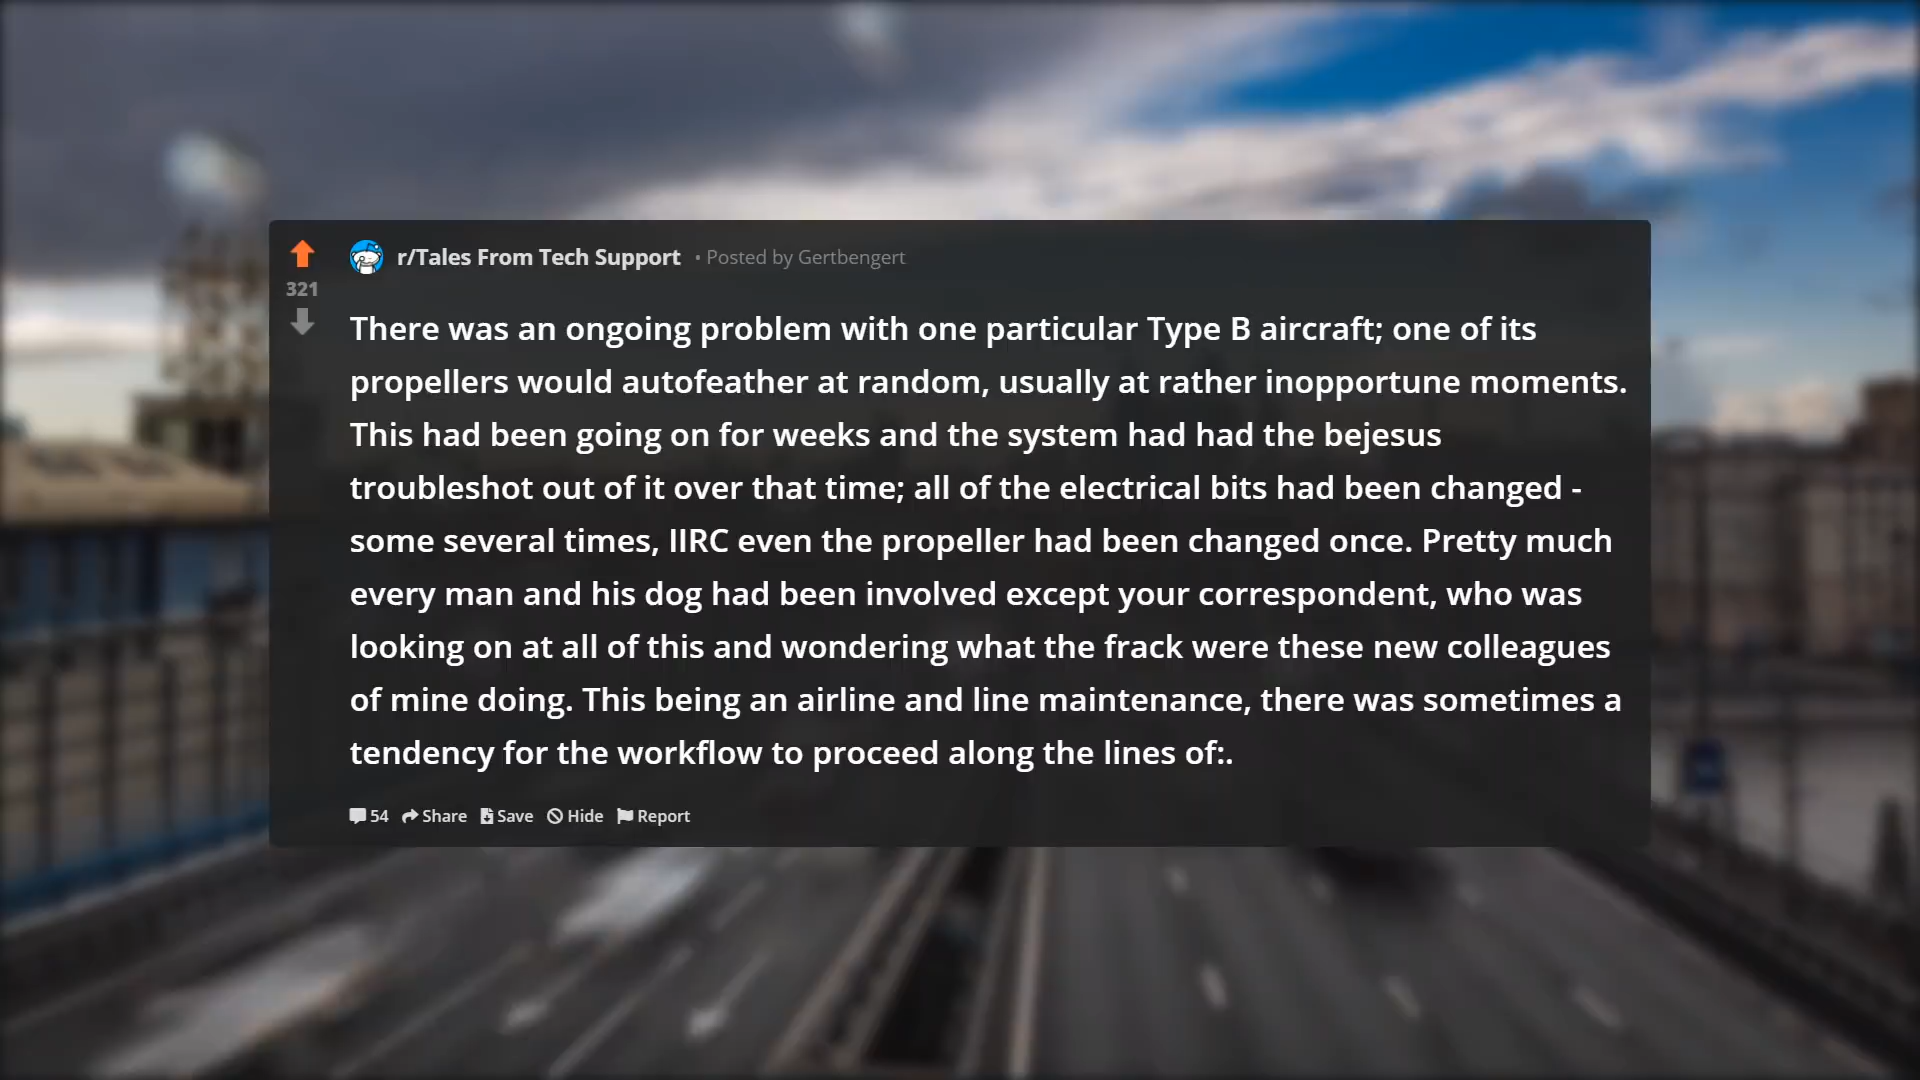 r/Tales From Tech Support • Posted by Gertbengert
321
There was an ongoing problem with one particular Type B aircraft; one of its
propellers would autofeather at random, usually at rather inopportune moments.
This had been going on for weeks and the system had had the bejesus
troubleshot out of it over that time; all of the electrical bits had been changed -
some several times, IIRC even the propeller had been changed once. Pretty much
every man and his dog had been involved except your correspondent, who was
looking on at all of this and wondering what the frack were these new colleagues
of mine doing. This being an airline and line maintenance, there was sometimes a
tendency for the workflow to proceed along the lines of:.
54 Share Save Hide Report